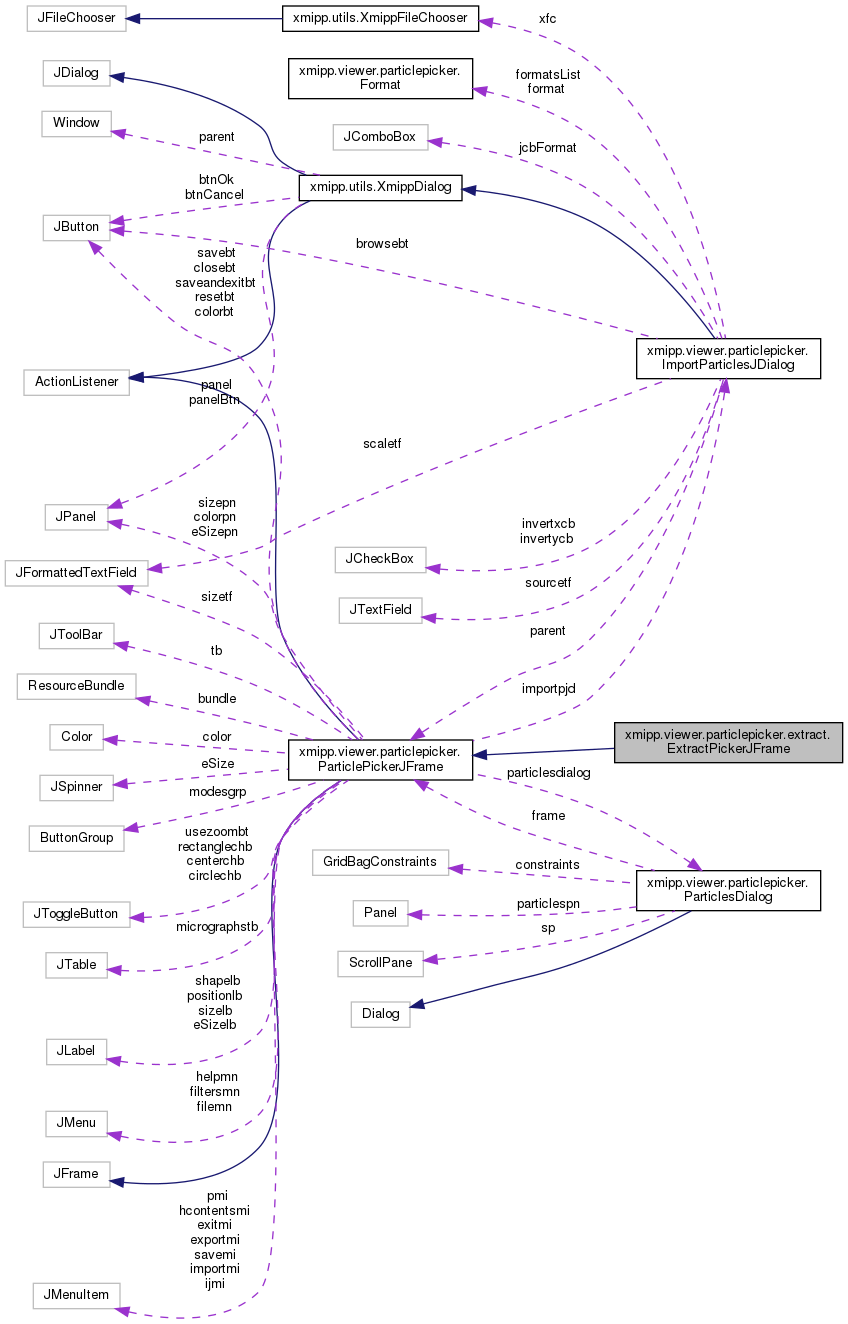 JFileChooser
xmipp.utils.XmippFileChooser
xfc
JDialog
xmipp.viewer.particlepicker.
Format
formatsList
format
Window
parent
JComboBox
jcbFormat
btnOk
btnCancel
xmipp.utils.XmippDialog
JButton
browsebt
savebt
closebt
saveandexitbt
resetbt
colorbt
xmipp.viewer.particlepicker.
ImportParticlesJDialog
ActionListener
panel
panelBtn
scaletf
JPanel
sizepn
colorpn
eSizepn
invertxcb
invertycb
JCheckBox
JFormattedTextField
sizetf
sourcetf
JTextField
JToolBar
tb
parent
ResourceBundle
bundle
importpjd
Color
color
xmipp.viewer.particlepicker.
ParticlePickerJFrame
xmipp.viewer.particlepicker.extract.
ExtractPickerJFrame
JSpinner
eSize
particlesdialog
modesgrp
ButtonGroup
frame
usezoombt
rectanglechb
centerchb
circlechb
GridBagConstraints
constraints
xmipp.viewer.particlepicker.
ParticlesDialog
JToggleButton
micrographstb
Panel
particlespn
sp
JTable
ScrollPane
shapelb
positionlb
sizelb
eSizelb
Dialog
JLabel
helpmn
filtersmn
filemn
JMenu
JFrame
pmi
hcontentsmi
exitmi
exportmi
savemi
importmi
ijmi
JMenuItem